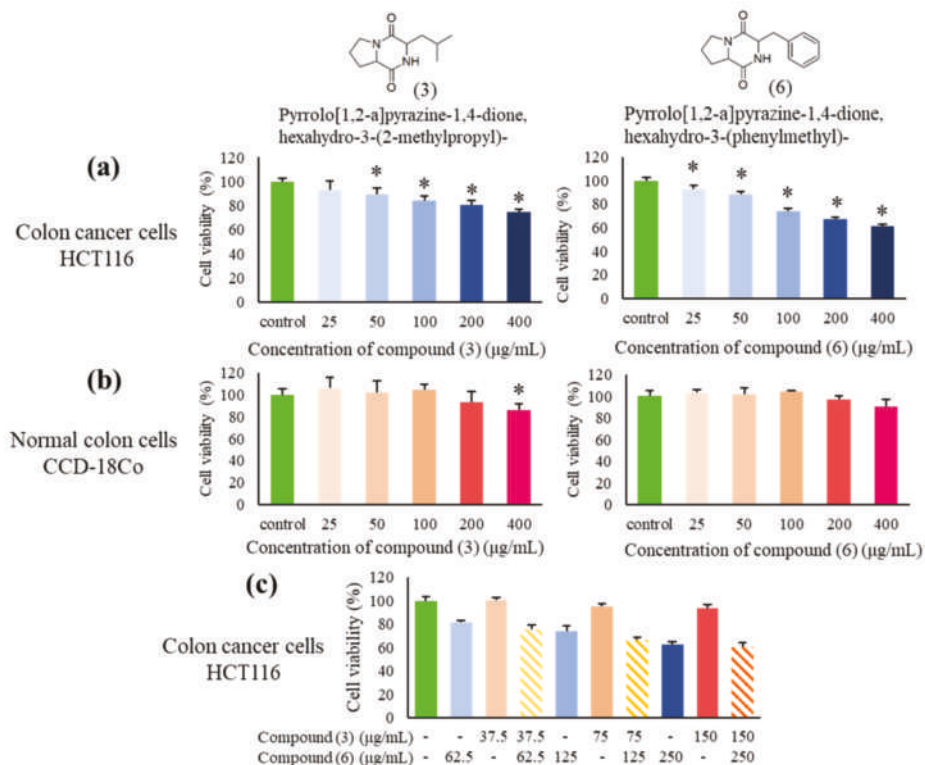 O
N
NH
O
(3)
O
N
NH
O
(6)
Pyrrolo[1,2-a]pyrazine-1,4-dione,
hexahydro-3-(2-methylpropyl)-
Pyrrolo[1,2-a]pyrazine-1,4-dione,
hexahydro-3-(phenylmethyl)-
(a)
Colon cancer cells
HCT116
Cell viability (%)
120
100
80
60
40
20
0
* * * *
control 25 50 100 200 400
Concentration of compound (3) (µg/mL)
Cell viability (%)
120
100
80
60
40
20
0
* * * * *
control 25 50 100 200 400
Concentration of compound (6) (µg/mL)
(b)
Normal colon cells
CCD-18Co
Cell viability (%)
120
100
80
60
40
20
0
*
control 25 50 100 200 400
Concentration of compound (3) (µg/mL)
Cell viability (%)
120
100
80
60
40
20
0
control 25 50 100 200 400
Concentration of compound (6) (µg/mL)
(c)
Colon cancer cells
HCT116
Cell viability (%)
120
100
80
60
40
20
0
Compound (3) (µg/mL) - - 37.5 37.5 - 75 75 - 150 150
Compound (6) (µg/mL) - 62.5 - 62.5 125 - 125 250 - 250